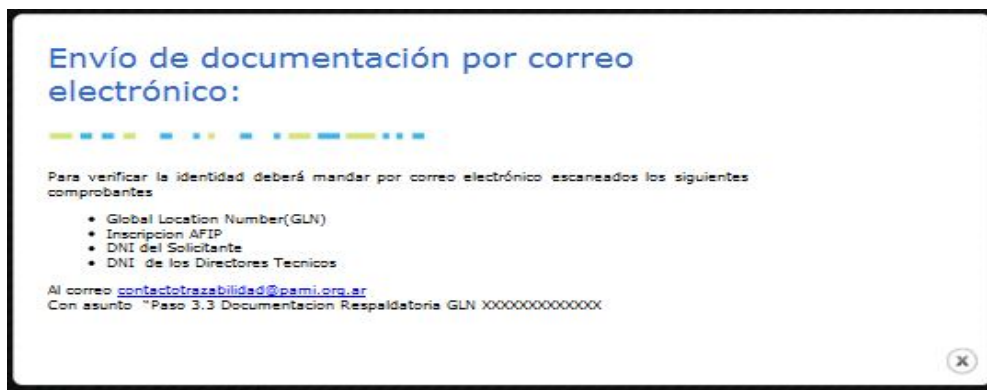 Envío de documentación por correo
electrónico:
Para verificar la identidad deberá mandar por correo electrónico escaneados los siguientes
comprobantes
• Global Location Number(GLN)
• Inscripcion AFIP
• DNI del Solicitante
• DNI de los Directores Tecnicos
Al correo contactotrazabilidad@pami.org.ar
Con asunto "Paso 3.3 Documentacion Respaldatoria GLN XXXXXXXXXXXXX